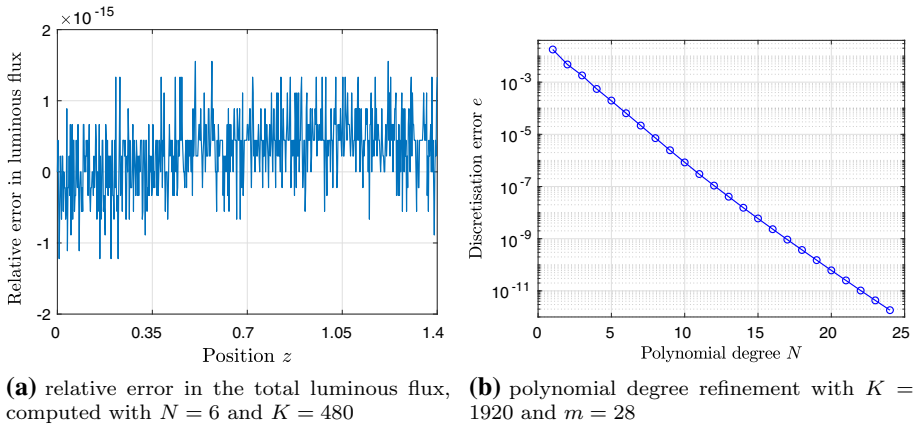 ×10⁻¹⁵
2
1
0
-1
-2
Relative error in luminous flux
0 0.35 0.7 1.05 1.4
Position z
10⁻³
10⁻⁵
10⁻⁷
10⁻⁹
10⁻¹¹
Discretisation error e
0 5 10 15 20 25
Polynomial degree N
(a) relative error in the total luminous flux,
computed with N = 6 and K = 480
(b) polynomial degree refinement with K =
1920 and m = 28